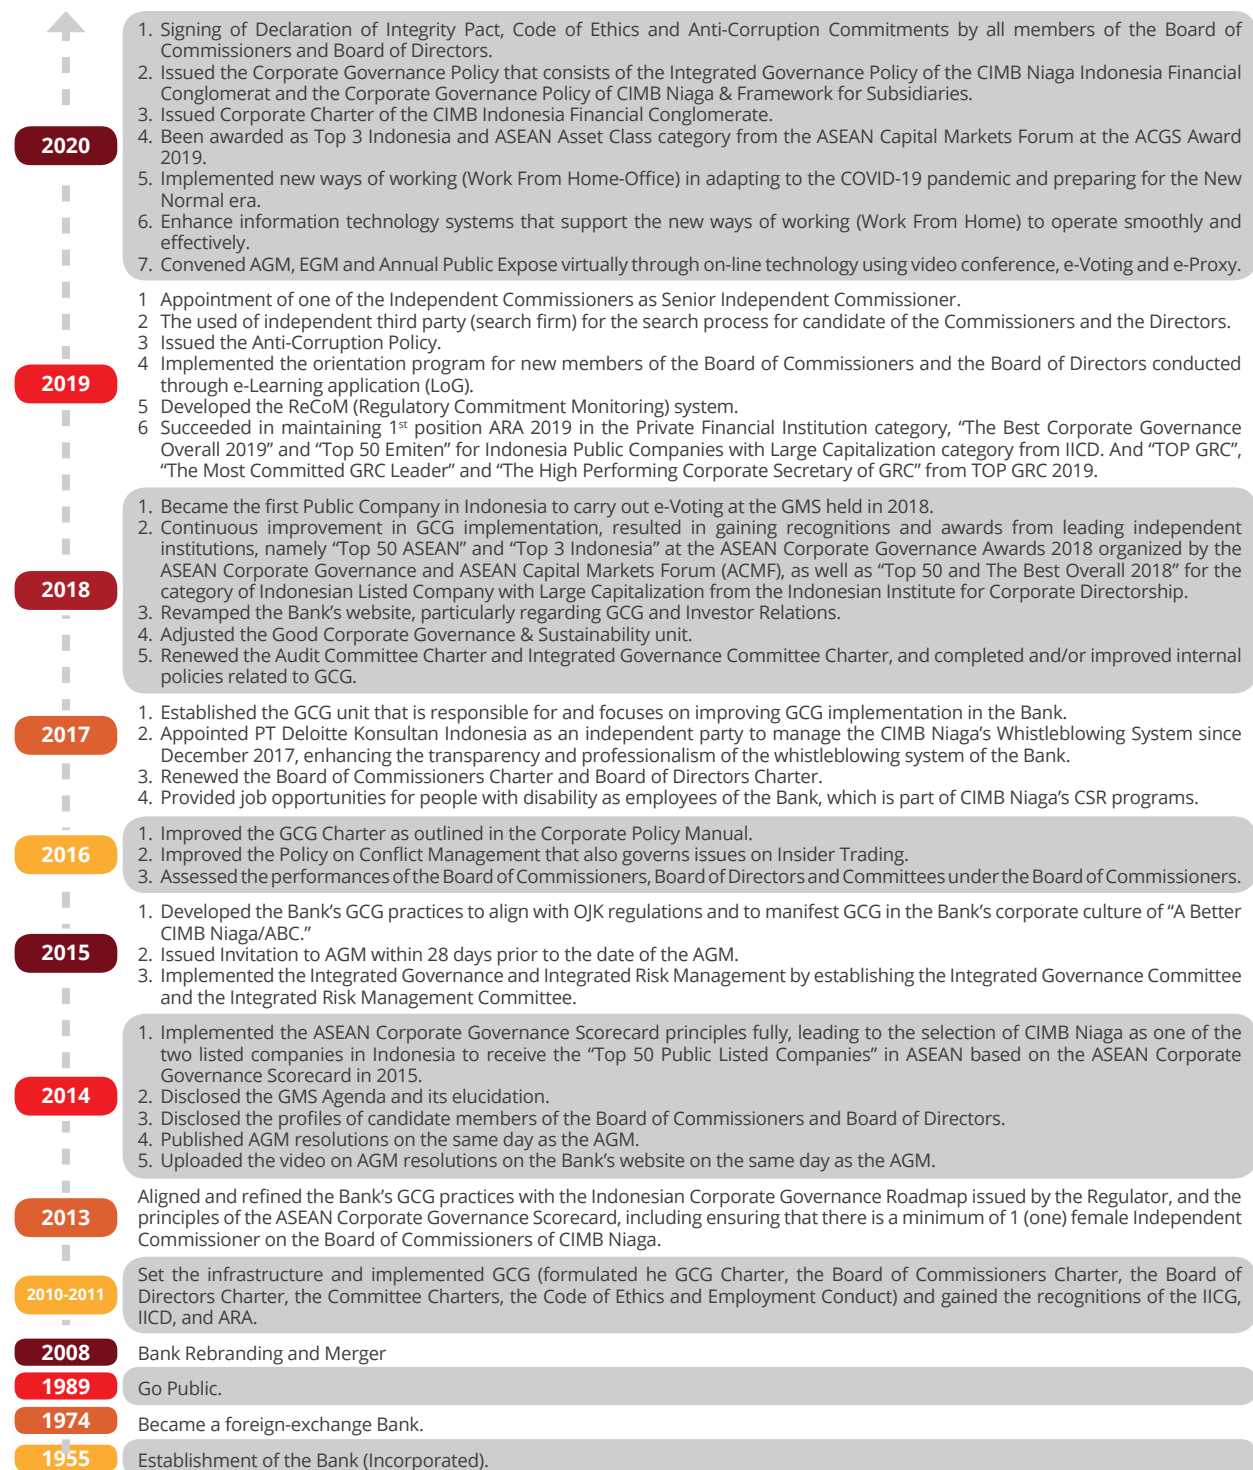 1. Signing of Declaration of Integrity Pact, Code of Ethics and Anti-Corruption Commitments by all members of the Board of
Commissioners and Board of Directors.
2. Issued the Corporate Governance Policy that consists of the Integrated Governance Policy of the CIMB Niaga Indonesia Financial
Conglomerat and the Corporate Governance Policy of CIMB Niaga & Framework for Subsidiaries.
3. Issued Corporate Charter of the CIMB Indonesia Financial Conglomerate.
2020
4. Been awarded as Top 3 Indonesia and ASEAN Asset Class category from the ASEAN Capital Markets Forum at the ACGS Award
2019.
5. Implemented new ways of working (Work From Home-Office) in adapting to the COVID-19 pandemic and preparing for the New
Normal era.
6. Enhance information technology systems that support the new ways of working (Work From Home) to operate smoothly and
effectively.
7. Convened AGM, EGM and Annual Public Expose virtually through on-line technology using video conference, e-Voting and e-Proxy.
1 Appointment of one of the Independent Commissioners as Senior Independent Commissioner.
2 The used of independent third party (search firm) for the search process for candidate of the Commissioners and the Directors.
3 Issued the Anti-Corruption Policy.
4 Implemented the orientation program for new members of the Board of Commissioners and the Board of Directors conducted
2019
through e-Learning application (LoG).
5 Developed the ReCoM (Regulatory Commitment Monitoring) system.
6 Succeeded in maintaining 1st position ARA 2019 in the Private Financial Institution category, “The Best Corporate Governance
Overall 2019” and “Top 50 Emiten” for Indonesia Public Companies with Large Capitalization category from IICD. And “TOP GRC”,
“The Most Committed GRC Leader” and “The High Performing Corporate Secretary of GRC” from TOP GRC 2019.
1. Became the first Public Company in Indonesia to carry out e-Voting at the GMS held in 2018.
2. Continuous improvement in GCG implementation, resulted in gaining recognitions and awards from leading independent
institutions, namely “Top 50 ASEAN” and “Top 3 Indonesia” at the ASEAN Corporate Governance Awards 2018 organized by the
ASEAN Corporate Governance and ASEAN Capital Markets Forum (ACMF), as well as “Top 50 and The Best Overall 2018” for the
2018
category of Indonesian Listed Company with Large Capitalization from the Indonesian Institute for Corporate Directorship.
3. Revamped the Bank’s website, particularly regarding GCG and Investor Relations.
4. Adjusted the Good Corporate Governance & Sustainability unit.
5. Renewed the Audit Committee Charter and Integrated Governance Committee Charter, and completed and/or improved internal
policies related to GCG.
1. Established the GCG unit that is responsible for and focuses on improving GCG implementation in the Bank.
2017
2. Appointed PT Deloitte Konsultan Indonesia as an independent party to manage the CIMB Niaga’s Whistleblowing System since
December 2017, enhancing the transparency and professionalism of the whistleblowing system of the Bank.
3. Renewed the Board of Commissioners Charter and Board of Directors Charter.
4. Provided job opportunities for people with disability as employees of the Bank, which is part of CIMB Niaga’s CSR programs.
1. Improved the GCG Charter as outlined in the Corporate Policy Manual.
2016
2. Improved the Policy on Conflict Management that also governs issues on Insider Trading.
3. Assessed the performances of the Board of Commissioners, Board of Directors and Committees under the Board of Commissioners.
1. Developed the Bank’s GCG practices to align with OJK regulations and to manifest GCG in the Bank’s corporate culture of “A Better
CIMB Niaga/ABC.”
2015
2. Issued Invitation to AGM within 28 days prior to the date of the AGM.
3. Implemented the Integrated Governance and Integrated Risk Management by establishing the Integrated Governance Committee
and the Integrated Risk Management Committee.
1. Implemented the ASEAN Corporate Governance Scorecard principles fully, leading to the selection of CIMB Niaga as one of the
two listed companies in Indonesia to receive the “Top 50 Public Listed Companies” in ASEAN based on the ASEAN Corporate
Governance Scorecard in 2015.
2014
2. Disclosed the GMS Agenda and its elucidation.
3. Disclosed the profiles of candidate members of the Board of Commissioners and Board of Directors.
4. Published AGM resolutions on the same day as the AGM.
5. Uploaded the video on AGM resolutions on the Bank’s website on the same day as the AGM.
Aligned and refined the Bank’s GCG practices with the Indonesian Corporate Governance Roadmap issued by the Regulator, and the
2013
principles of the ASEAN Corporate Governance Scorecard, including ensuring that there is a minimum of 1 (one) female Independent
Commissioner on the Board of Commissioners of CIMB Niaga.
Set the infrastructure and implemented GCG (formulated he GCG Charter, the Board of Commissioners Charter, the Board of
2010-2011
Directors Charter, the Committee Charters, the Code of Ethics and Employment Conduct) and gained the recognitions of the IICG,
IICD, and ARA.
2008
Bank Rebranding and Merger
1989
Go Public.
1974
Became a foreign-exchange Bank.
1955
Establishment of the Bank (Incorporated).